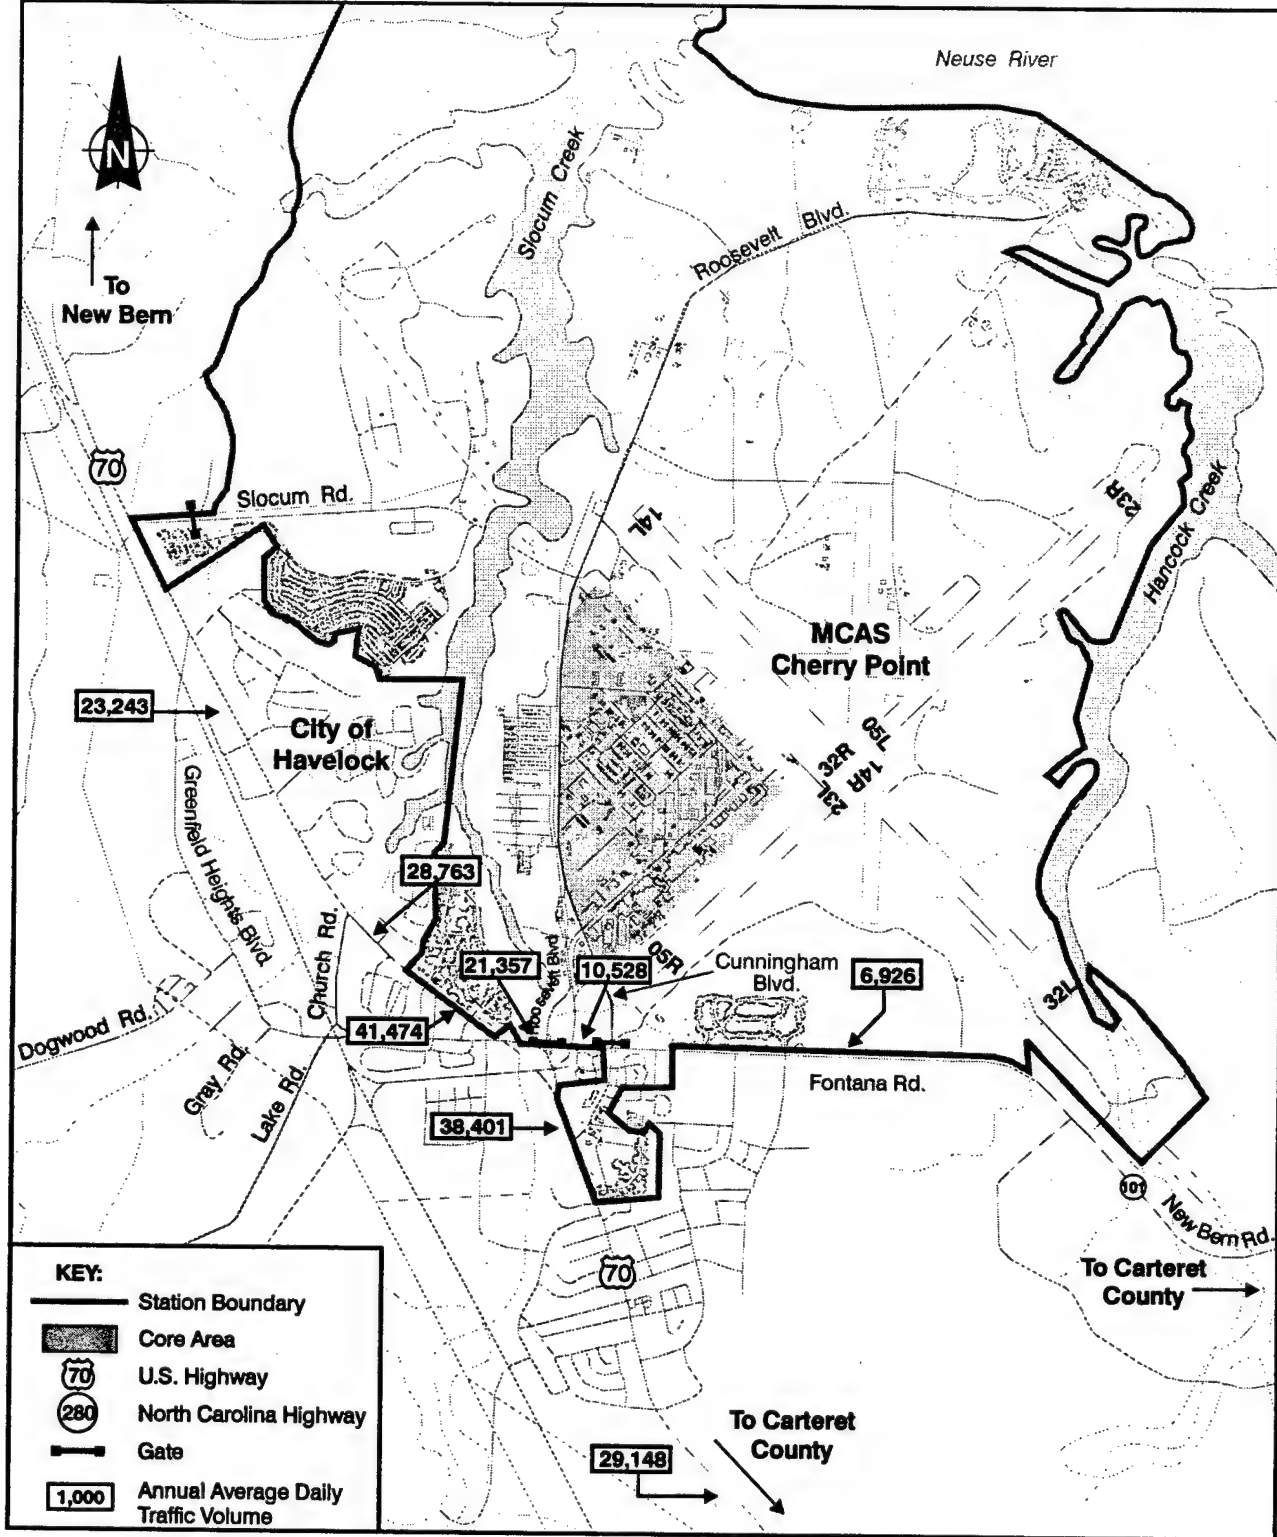 Neuse River
N
Slocum Creek
Roosevelt Blvd.
To
New Bern
70
Slocum Rd.
14L
23R
Hancock Creek
MCAS
Cherry Point
23,243
City of
Havelock
05L
32R
14R
23L
Greenfield Heights Blvd.
28,763
Church Rd.
21,357
Roosevelt Blvd
10,528
05R
Cunningham
Blvd.
6,926
32L
Dogwood Rd.
41,474
Gray Rd.
Lake Rd.
Fontana Rd.
38,401
101
New Bern Rd.
70
To Carteret
County
KEY:
Station Boundary
Core Area
70
U.S. Highway
280
North Carolina Highway
Gate
1,000
Annual Average Daily
Traffic Volume
To Carteret
County
29,148